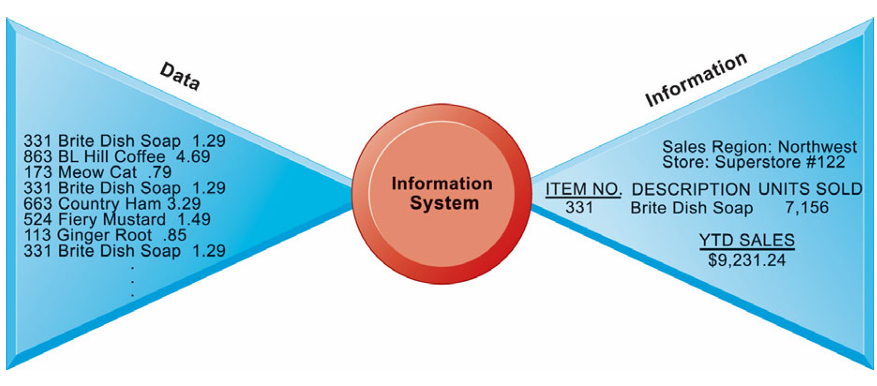 Data
331 Brite Dish Soap 1.29
863 BL Hill Coffee 4.69
173 Meow Cat .79
331 Brite Dish Soap 1.29
663 Country Ham 3.29
524 Fiery Mustard 1.49
113 Ginger Root .85
331 Brite Dish Soap 1.29
.
.
.
Information
System
Information
Sales Region: Northwest
Store: Superstore #122
ITEM NO. DESCRIPTION UNITS SOLD
331 Brite Dish Soap 7,156
YTD SALES
$9,231.24